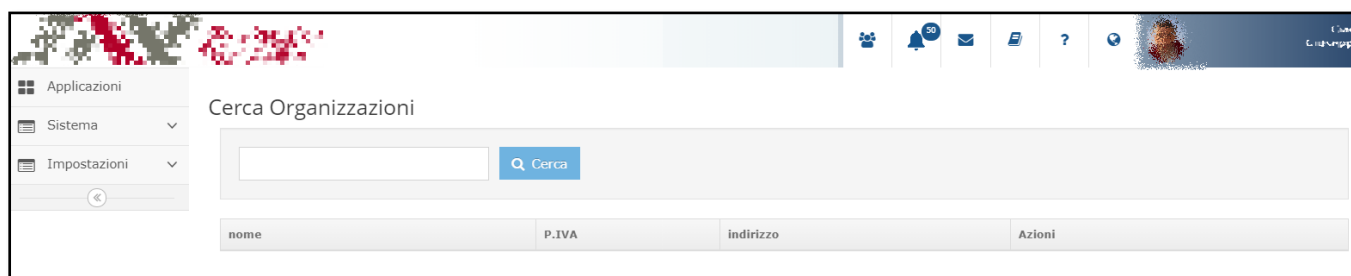 50
?
Applicazioni
Cerca Organizzazioni
Sistema
Impostazioni
Cerca
nome P.IVA indirizzo Azioni